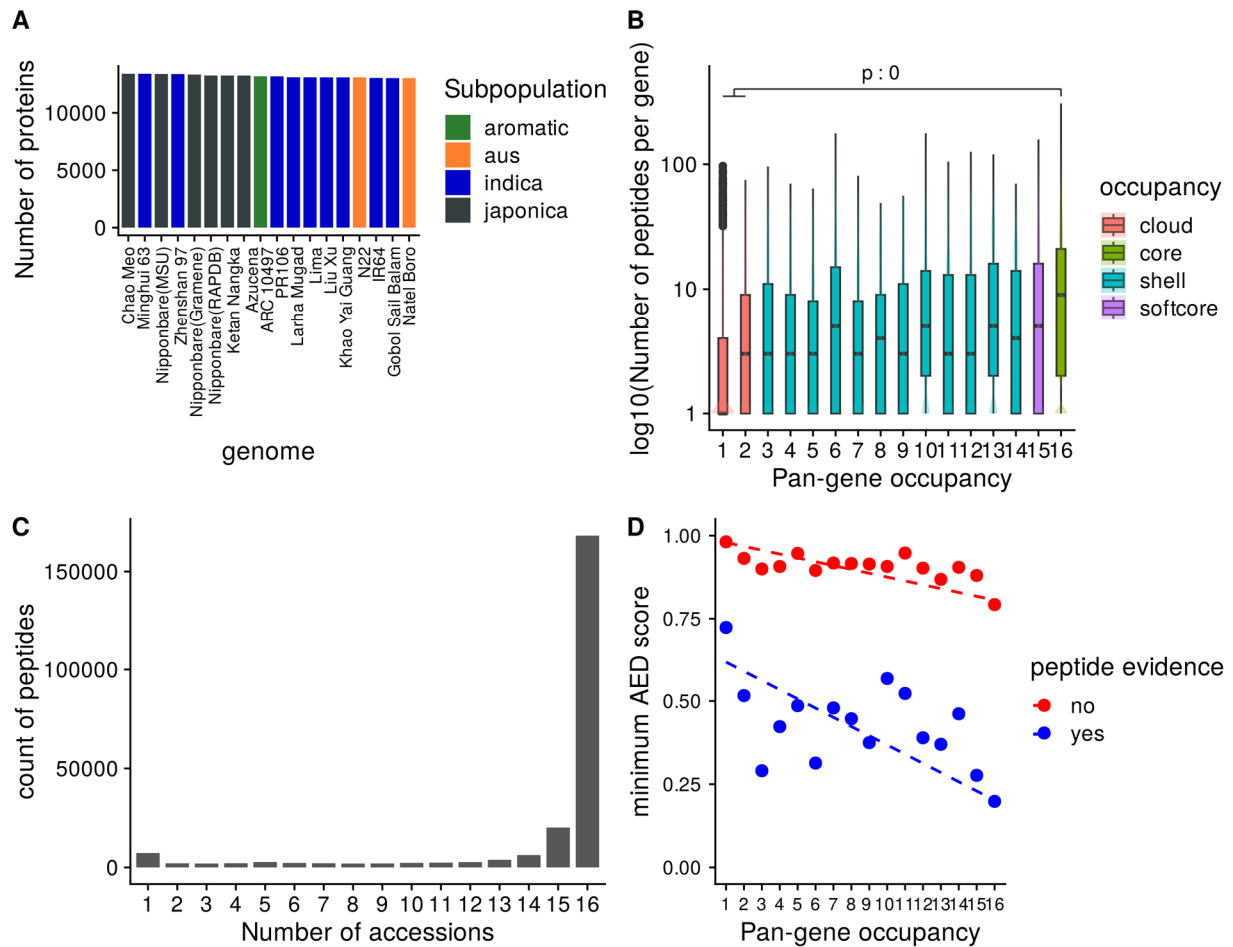 A
Number of proteins
10000
5000
0
Chao Meo
Minghui 63
Nipponbare(MSU)
Zhenshan 97
Nipponbare(Gramene)
Nipponbare(RAPDB)
Ketan Nangka
Azucena
ARC 10497
PR106
Larha Mugad
Lima
Liu Xu
Khao Yai Guang
N22
IR64
Gobol Sail Balam
Natel Boro
genome
Subpopulation
aromatic
aus
indica
japonica
B
log10(Number of peptides per gene)
p : 0
100
10
1
1 2 3 4 5 6 7 8 9 10 11 12 13 14 15 16
Pan-gene occupancy
occupancy
cloud
core
shell
softcore
C
count of peptides
150000
100000
50000
0
1 2 3 4 5 6 7 8 9 10 11 12 13 14 15 16
Number of accessions
D
minimum AED score
1.00
0.75
0.50
0.25
0.00
1 2 3 4 5 6 7 8 9 10 11 12 13 14 15 16
Pan-gene occupancy
peptide evidence
no
yes